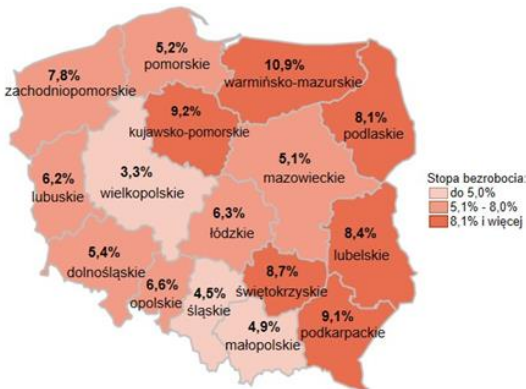 5,2%
pomorskie
10,9%
warmińsko-mazurskie
7,8%
zachodniopomorskie
9,2%
kujawsko-pomorskie
8,1%
podlaskie
3,3%
wielkopolskie
5,1%
mazowieckie
6,2%
lubuskie
6,3%
łódzkie
Stopa bezrobocia:
do 5,0%
5,1% - 8,0%
8,1% i więcej
5,4%
dolnośląskie
8,4%
lubelskie
6,6%
opolskie
4,5%
śląskie
8,7%
świętokrzyskie
4,9%
małopolskie
9,1%
podkarpackie